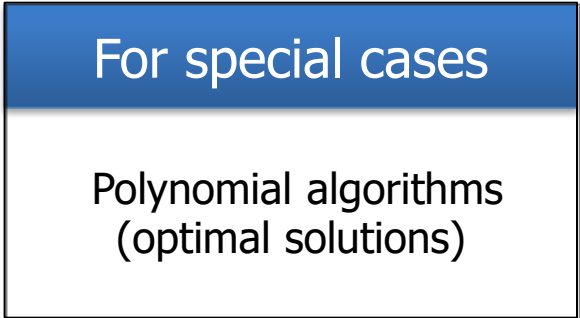 For special cases
Polynomial algorithms
(optimal solutions)